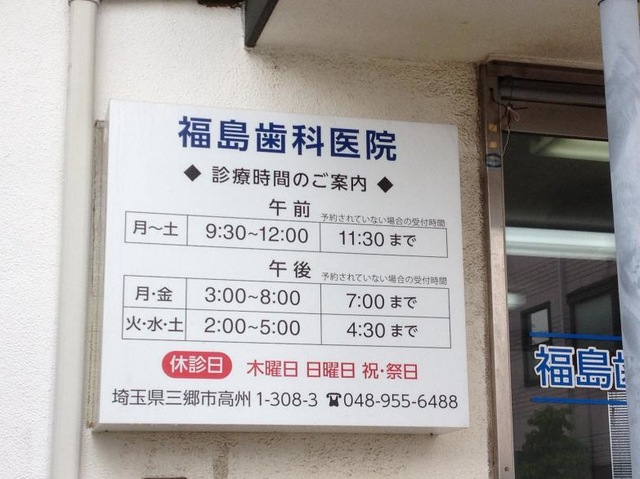 福島歯科医院
◆ 診療時間のご案内 ◆
午前 予約されていない場合の受付時間
月～土 9:30~12:00 11:30 まで
午後 予約されていない場合の受付時間
月·金 3:00~8:00 7:00 まで
火·水·土 2:00~5:00 4:30 まで
休診日 木曜日 日曜日 祝·祭日
埼玉県三郷市高州 1-308-3 ☎048-955-6488
福島歯